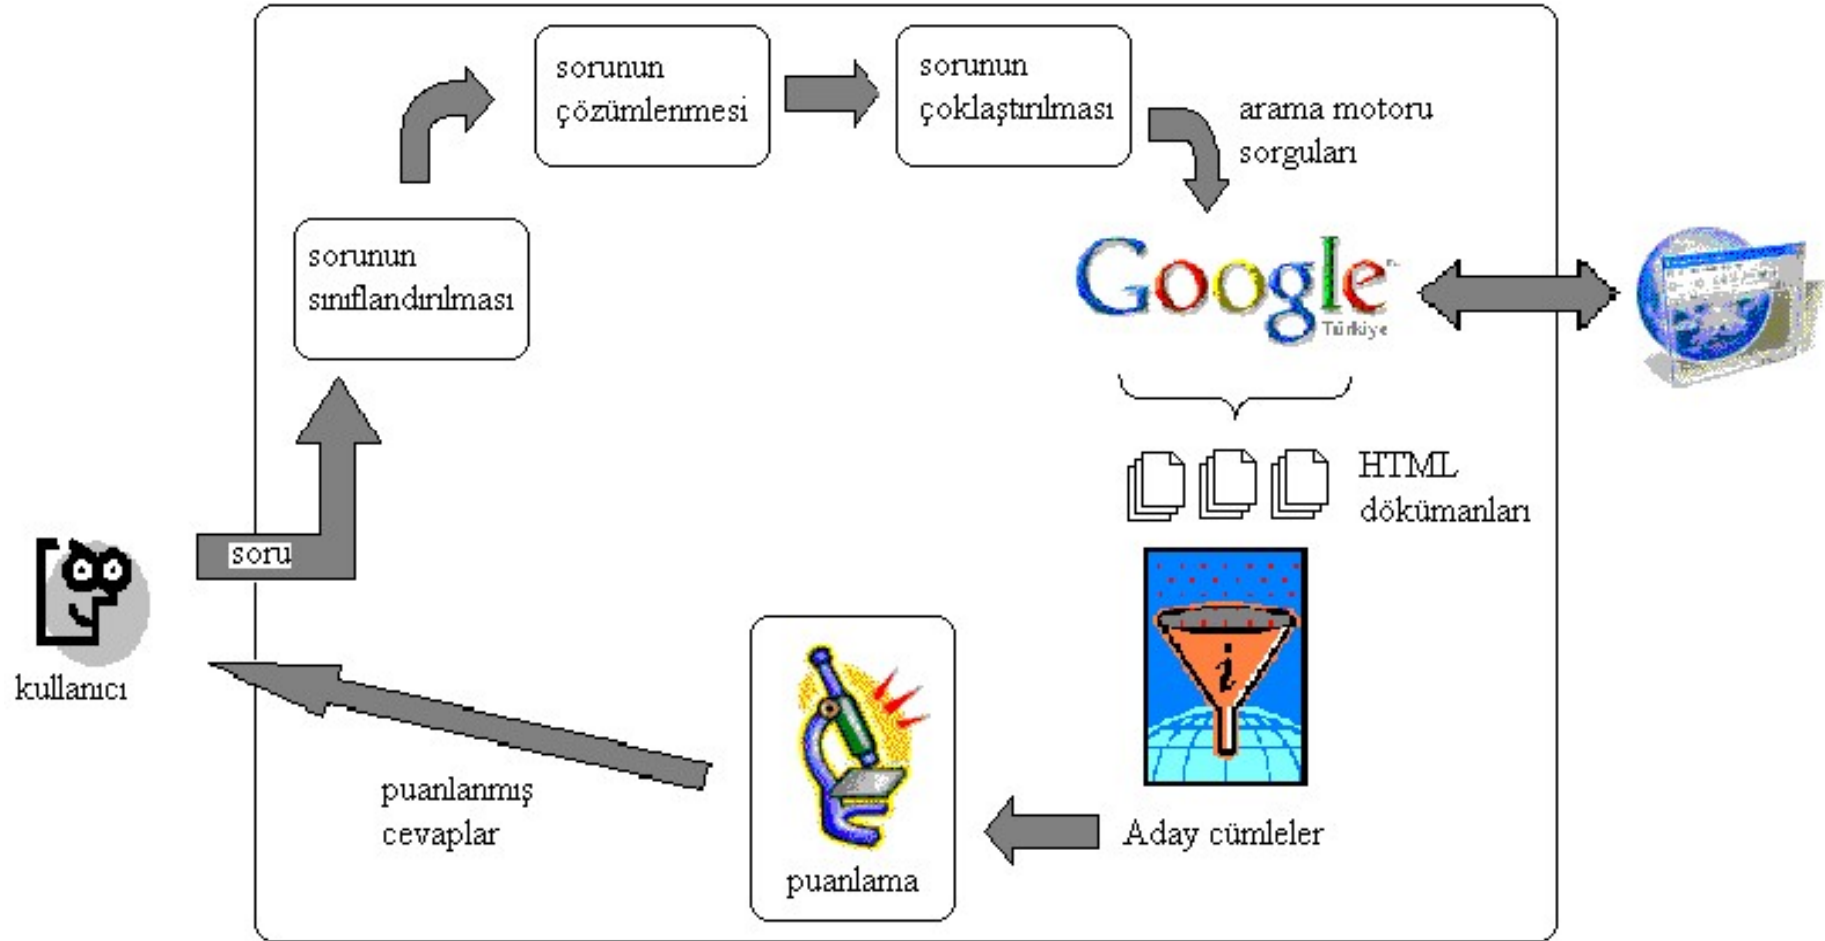 sorunun
çözümlenmesi
sorunun
çoklaştırılması
arama motoru
sorguları
sorunun
sınıflandırılması
Google
Türkiye
HTML
dökümanları
soru
i
kullanıcı
puanlanmış
cevaplar
puanlama
Aday cümleler